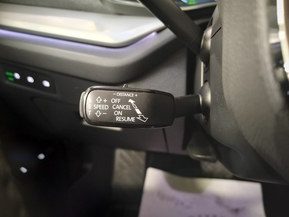 - DISTANCE +
+ OFF
SPEED CANCEL
ON
- RESUME